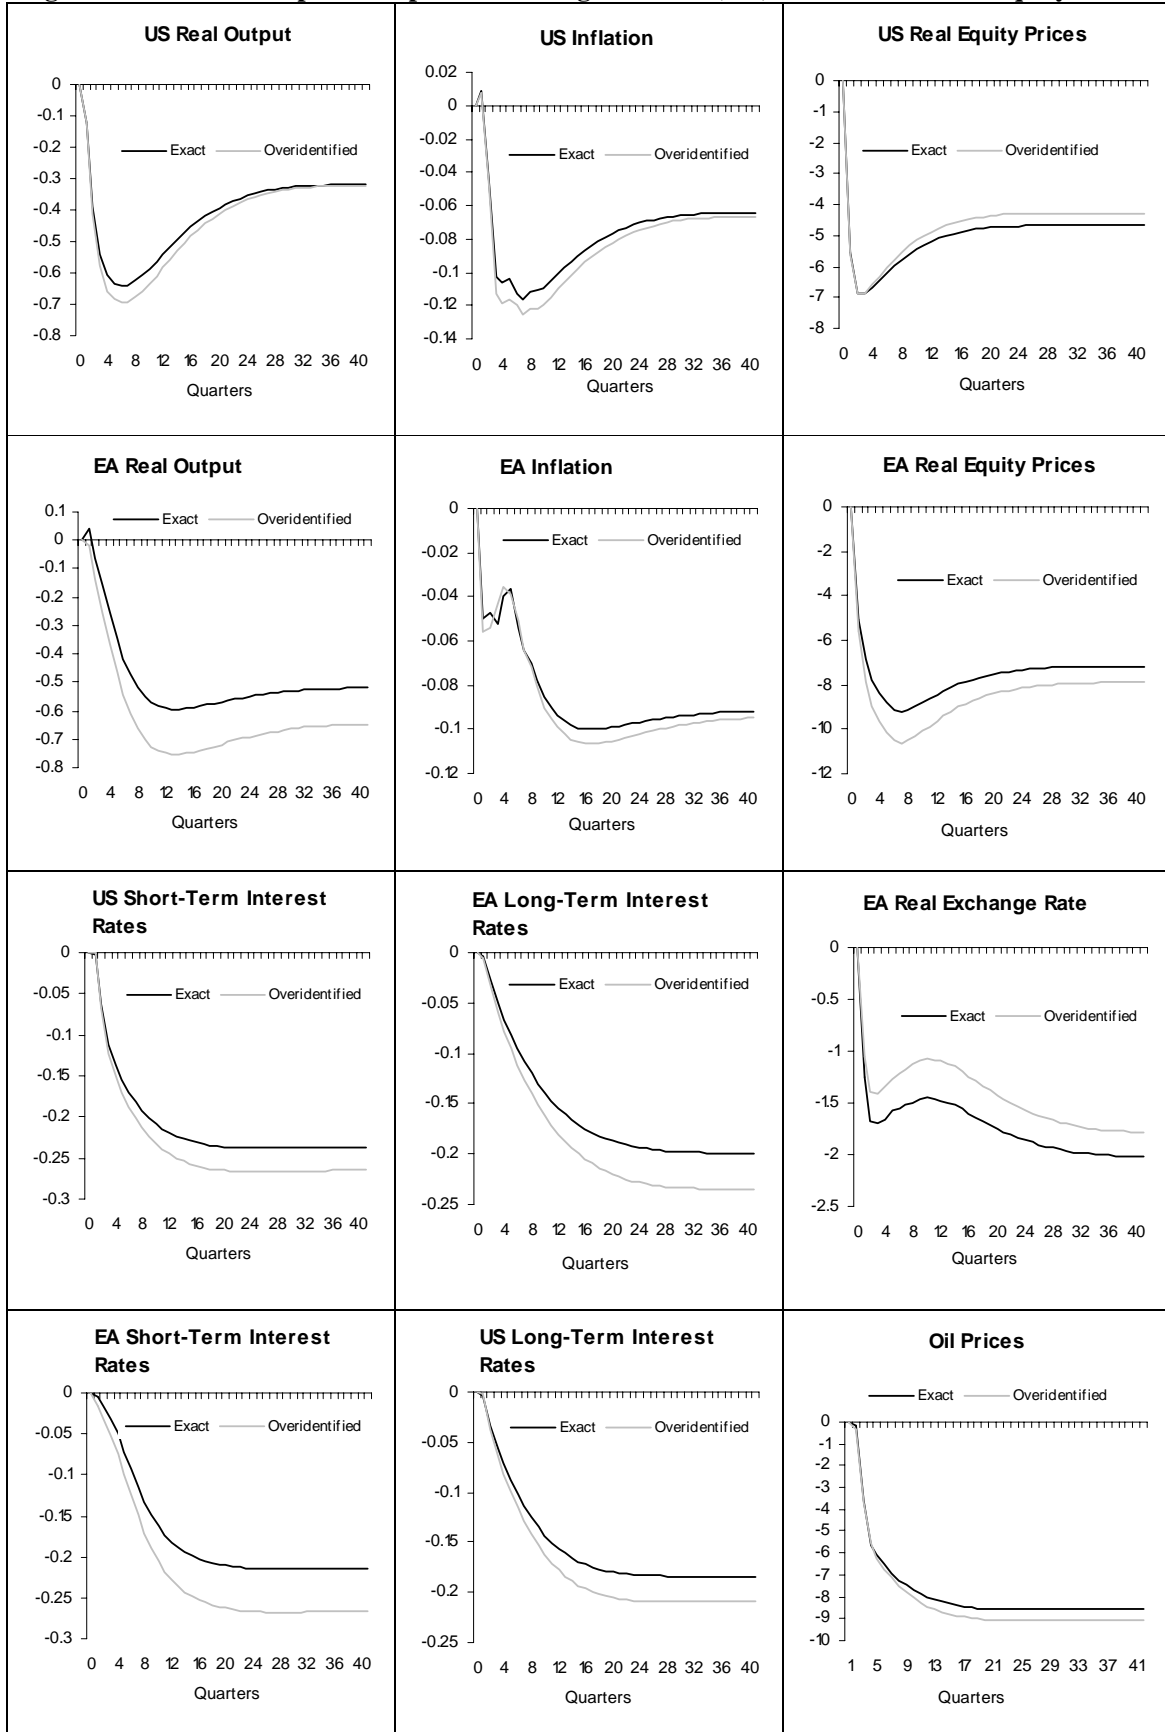 US Real Output
0
-0.1
-0.2
-0.3
-0.4
-0.5
-0.6
-0.7
-0.8
Exact Overidentified
0 4 8 12 16 20 24 28 32 36 40
Quarters
US Inflation
0.02
0
-0.02
-0.04
-0.06
-0.08
-0.1
-0.12
-0.14
Exact Overidentified
0 4 8 12 16 20 24 28 32 36 40
Quarters
US Real Equity Prices
0
-1
-2
-3
-4
-5
-6
-7
-8
Exact Overidentified
0 4 8 12 16 20 24 28 32 36 40
Quarters
EA Real Output
0.1
0
-0.1
-0.2
-0.3
-0.4
-0.5
-0.6
-0.7
-0.8
Exact Overidentified
0 4 8 12 16 20 24 28 32 36 40
Quarters
EA Inflation
0
-0.02
-0.04
-0.06
-0.08
-0.1
-0.12
Exact Overidentified
0 4 8 12 16 20 24 28 32 36 40
Quarters
EA Real Equity Prices
0
-2
-4
-6
-8
-10
-12
Exact Overidentified
0 4 8 12 16 20 24 28 32 36 40
Quarters
US Short-Term Interest
Rates
0
-0.05
-0.1
-0.15
-0.2
-0.25
-0.3
Exact Overidentified
0 4 8 12 16 20 24 28 32 36 40
Quarters
EA Long-Term Interest
Rates
0
-0.05
-0.1
-0.15
-0.2
-0.25
Exact Overidentified
0 4 8 12 16 20 24 28 32 36 40
Quarters
EA Real Exchange Rate
0
-0.5
-1
-1.5
-2
-2.5
Exact Overidentified
0 4 8 12 16 20 24 28 32 36 40
Quarters
EA Short-Term Interest
Rates
0
-0.05
-0.1
-0.15
-0.2
-0.25
-0.3
Exact Overidentified
0 4 8 12 16 20 24 28 32 36 40
Quarters
US Long-Term Interest
Rates
0
-0.05
-0.1
-0.15
-0.2
-0.25
Exact Overidentified
0 4 8 12 16 20 24 28 32 36 40
Quarters
Oil Prices
Exact Overidentified
0
-1
-2
-3
-4
-5
-6
-7
-8
-9
-10
1 5 9 13 17 21 25 29 33 37 41
Quarters